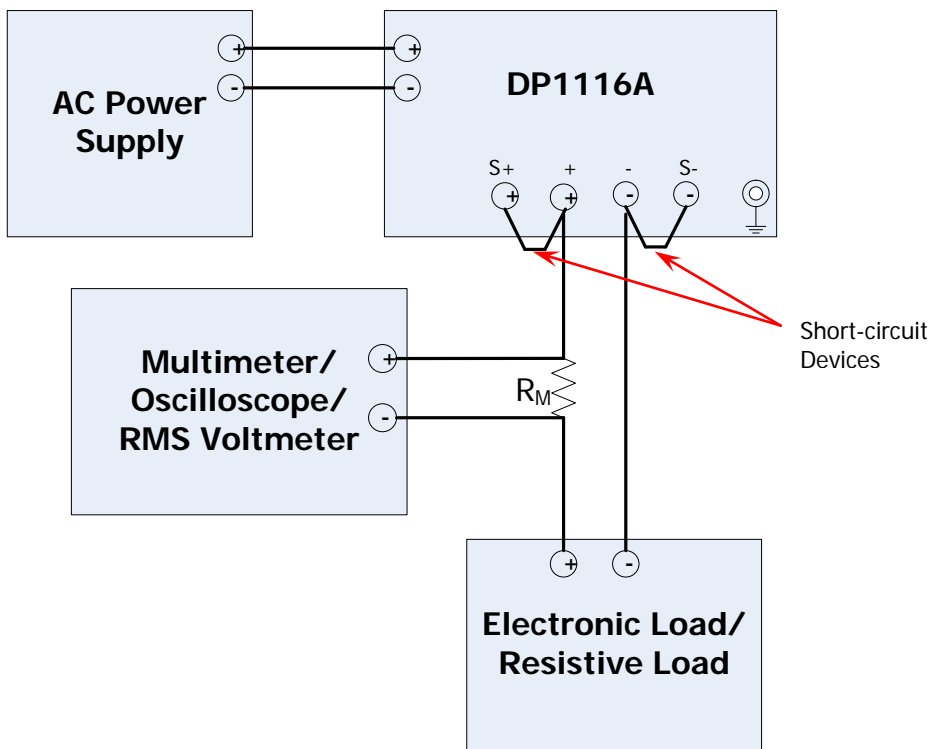 + +
- -
AC Power
Supply
DP1116A
S+ + - S-
+ + - -
Short-circuit
Devices
Multimeter/
Oscilloscope/
RMS Voltmeter
+
-
RM
+ -
Electronic Load/
Resistive Load